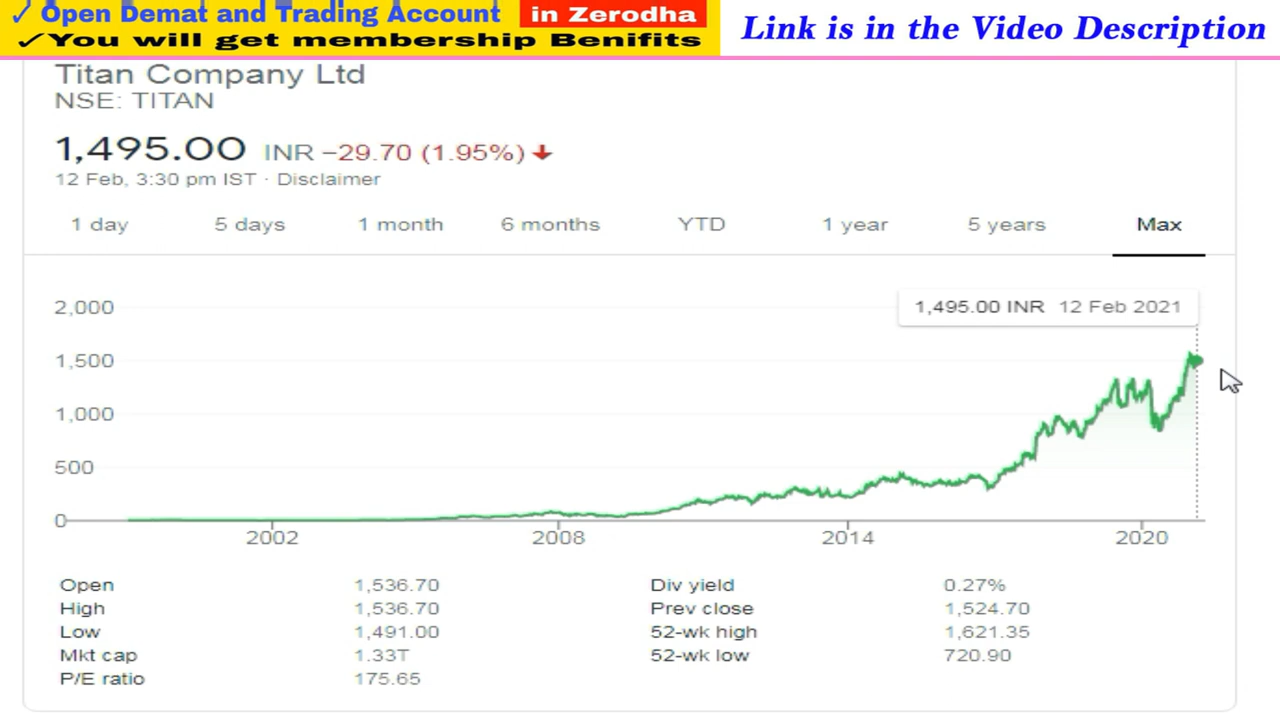 ✓ Open Demat and Trading Account in Zerodha
✓You will get membership Benifits
Link is in the Video Description
Titan Company Ltd
NSE: TITAN
1,495.00 INR −29.70 (1.95%) ↓
12 Feb, 3:30 pm IST · Disclaimer
1 day 5 days 1 month 6 months YTD 1 year 5 years Max
1,495.00 INR 12 Feb 2021
2,000
1,500
1,000
500
0
2002 2008 2014 2020
Open 1,536.70 Div yield 0.27%
High 1,536.70 Prev close 1,524.70
Low 1,491.00 52-wk high 1,621.35
Mkt cap 1.33T 52-wk low 720.90
P/E ratio 175.65